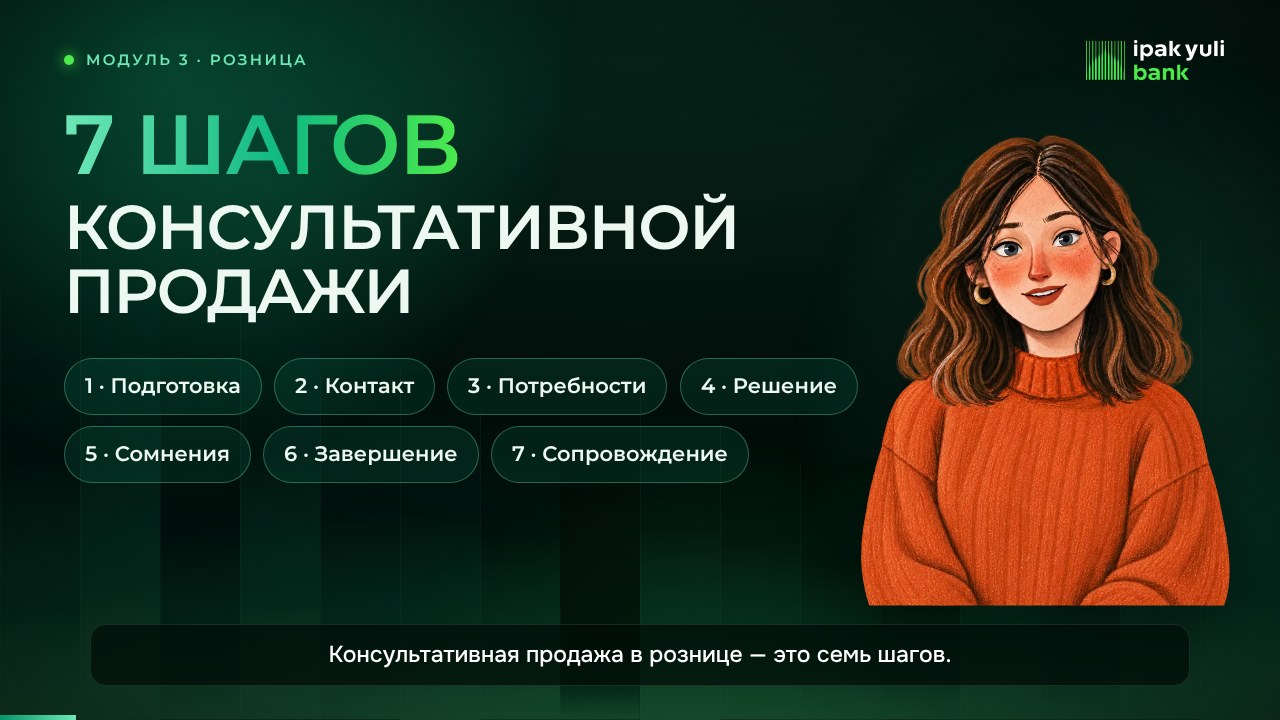 МОДУЛЬ 3 · РОЗНИЦА
ipak yuli
bank
7 ШАГОВ
КОНСУЛЬТАТИВНОЙ
ПРОДАЖИ
1 · Подготовка
2 · Контакт
3 · Потребности
4 · Решение
5 · Сомнения
6 · Завершение
7 · Сопровождение
Консультативная продажа в рознице — это семь шагов.